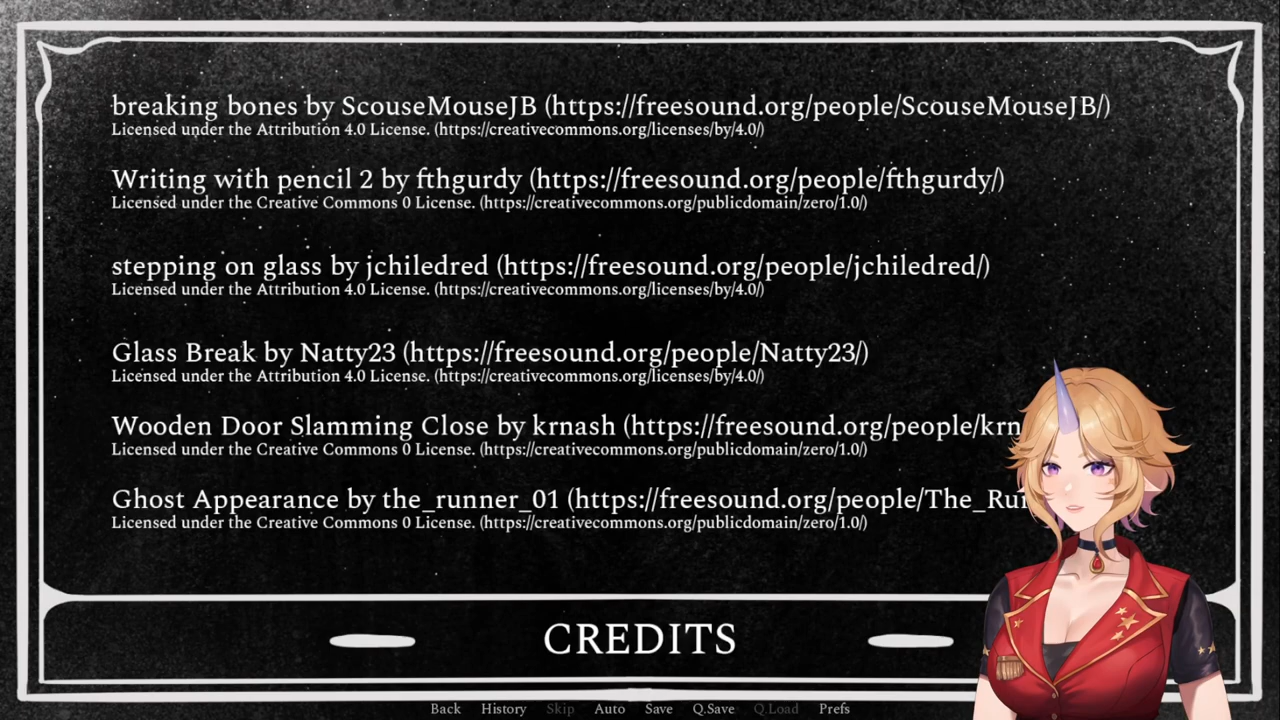 breaking bones by ScouseMouseJB (https://freesound.org/people/ScouseMouseJB/)
Licensed under the Attribution 4.0 License. (https://creativecommons.org/licenses/by/4.0/)
Writing with pencil 2 by fthgurdy (https://freesound.org/people/fthgurdy/)
Licensed under the Creative Commons 0 License. (https://creativecommons.org/publicdomain/zero/1.0/)
stepping on glass by jchiledred (https://freesound.org/people/jchiledred/)
Licensed under the Attribution 4.0 License. (https://creativecommons.org/licenses/by/4.0/)
Glass Break by Natty23 (https://freesound.org/people/Natty23/)
Licensed under the Attribution 4.0 License. (https://creativecommons.org/licenses/by/4.0/)
Wooden Door Slamming Close by krnash (https://freesound.org/people/krn
Licensed under the Creative Commons 0 License. (https://creativecommons.org/publicdomain/zero/1.0/)
Ghost Appearance by the_runner_01 (https://freesound.org/people/The_Ru
Licensed under the Creative Commons 0 License. (https://creativecommons.org/publicdomain/zero/1.0/)
CREDITS
Back History Skip Auto Save Q.Save Q.Load Prefs